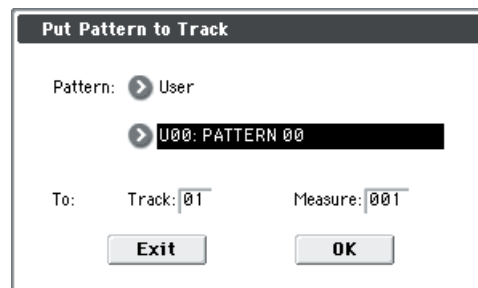 Put Pattern to Track
Pattern: User
U00: PATTERN 00
To: Track: 01 Measure: 001
Exit OK